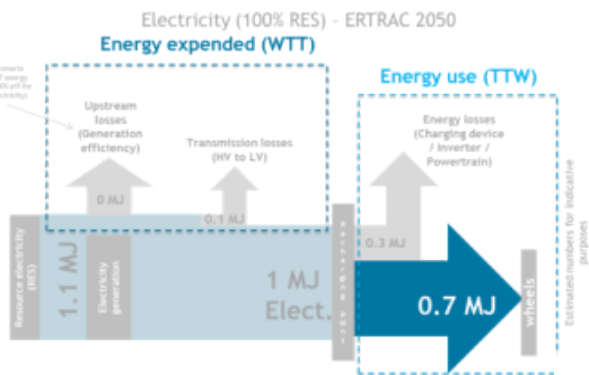 Electricity (100% RES) - ERTRAC 2050
Energy expended (WTT)
Energy use (TTW)
Upstream
losses
(Generation
efficiency)
Transmission losses
(HV to LV)
Energy losses
(Charging device
/ Inverter /
Powertrain)
0 MJ
0.1 MJ
0.3 MJ
Resource electricity
(RES)
1.1 MJ
Electricity
generation
1 MJ
Elect.
Recharging point
0.7 MJ
wheels
Estimated numbers for indicative
purposes